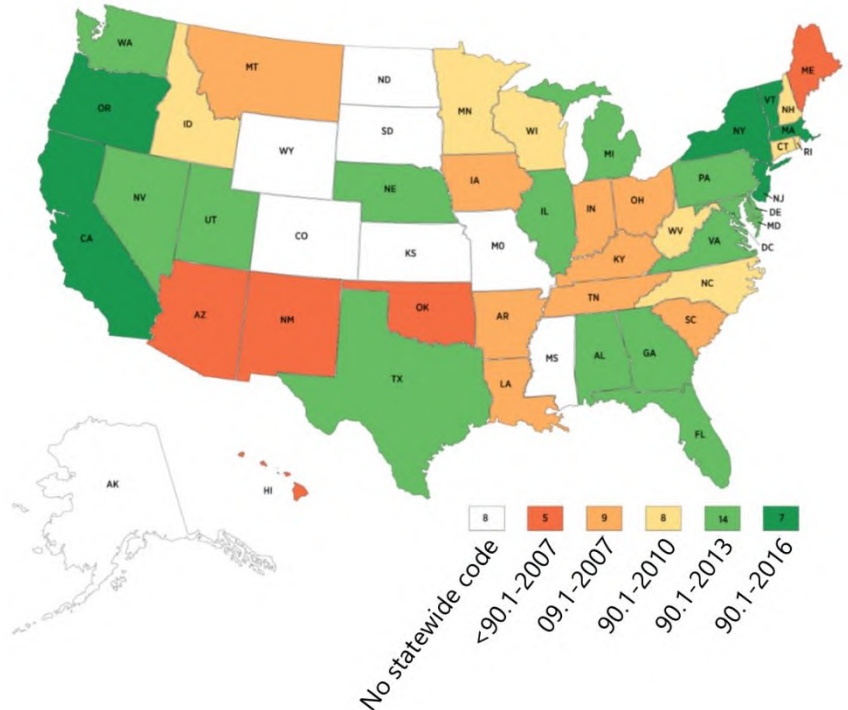 WA
MT
ND
ME
OR
ID
MN
VT
NH
SD
WI
NY
MA
WY
MI
CT
RI
NV
NE
IA
PA
NJ
UT
IL
IN
OH
DE
CA
CO
WV
MD
KS
MO
VA
DC
KY
NC
AZ
NM
OK
AR
TN
SC
MS
AL
GA
TX
LA
FL
AK
HI
8
5
9
8
14
7
No statewide code
<90.1-2007
09.1-2007
90.1-2010
90.1-2013
90.1-2016